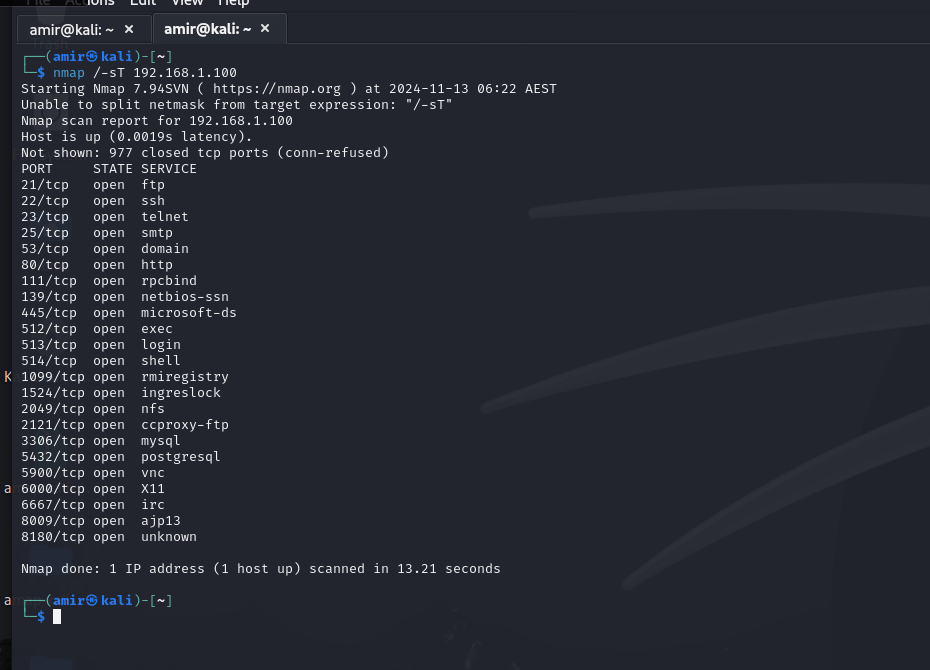 File Actions Edit View Help
amir@kali: ~ ×
amir@kali: ~ ×
┌──(amir㉿kali)-[~]
└─$ nmap /-sT 192.168.1.100
Starting Nmap 7.94SVN ( https://nmap.org ) at 2024-11-13 06:22 AEST
Unable to split netmask from target expression: "/-sT"
Nmap scan report for 192.168.1.100
Host is up (0.0019s latency).
Not shown: 977 closed tcp ports (conn-refused)
PORT     STATE SERVICE
21/tcp   open  ftp
22/tcp   open  ssh
23/tcp   open  telnet
25/tcp   open  smtp
53/tcp   open  domain
80/tcp   open  http
111/tcp  open  rpcbind
139/tcp  open  netbios-ssn
445/tcp  open  microsoft-ds
512/tcp  open  exec
513/tcp  open  login
514/tcp  open  shell
1099/tcp open  rmiregistry
1524/tcp open  ingreslock
2049/tcp open  nfs
2121/tcp open  ccproxy-ftp
3306/tcp open  mysql
5432/tcp open  postgresql
5900/tcp open  vnc
6000/tcp open  X11
6667/tcp open  irc
8009/tcp open  ajp13
8180/tcp open  unknown
Nmap done: 1 IP address (1 host up) scanned in 13.21 seconds
┌──(amir㉿kali)-[~]
└─$